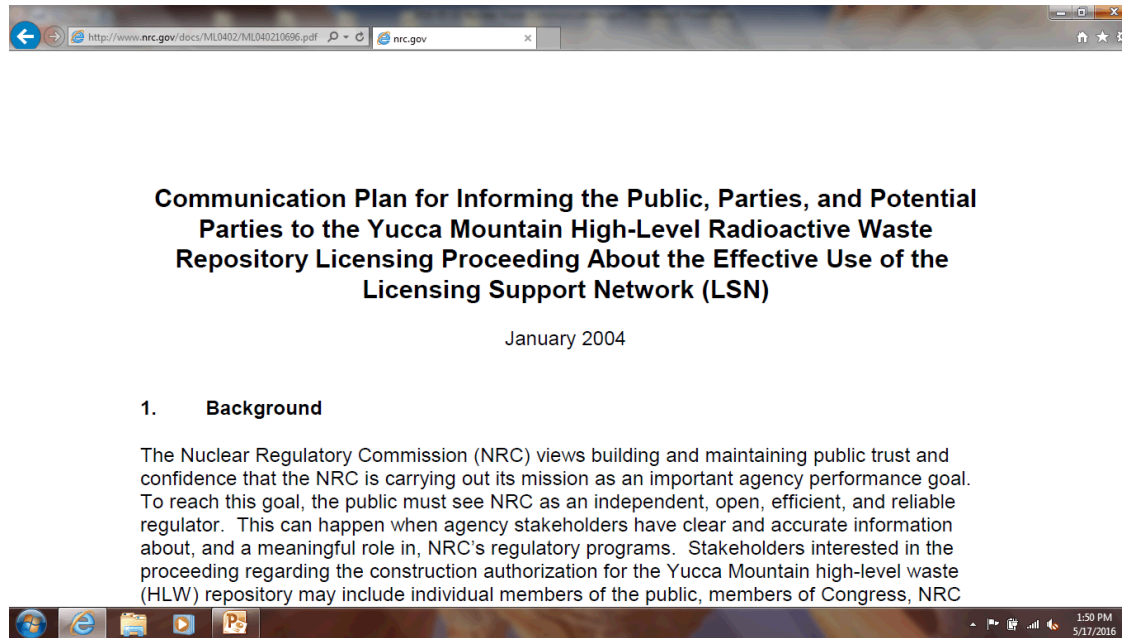 http://www.nrc.gov/docs/ML0402/ML040210696.pdf
nrc.gov
Communication Plan for Informing the Public, Parties, and Potential
Parties to the Yucca Mountain High-Level Radioactive Waste
Repository Licensing Proceeding About the Effective Use of the
Licensing Support Network (LSN)
January 2004
1. Background
The Nuclear Regulatory Commission (NRC) views building and maintaining public trust and
confidence that the NRC is carrying out its mission as an important agency performance goal.
To reach this goal, the public must see NRC as an independent, open, efficient, and reliable
regulator. This can happen when agency stakeholders have clear and accurate information
about, and a meaningful role in, NRC's regulatory programs. Stakeholders interested in the
proceeding regarding the construction authorization for the Yucca Mountain high-level waste
(HLW) repository may include individual members of the public, members of Congress, NRC
1:50 PM
5/17/2016